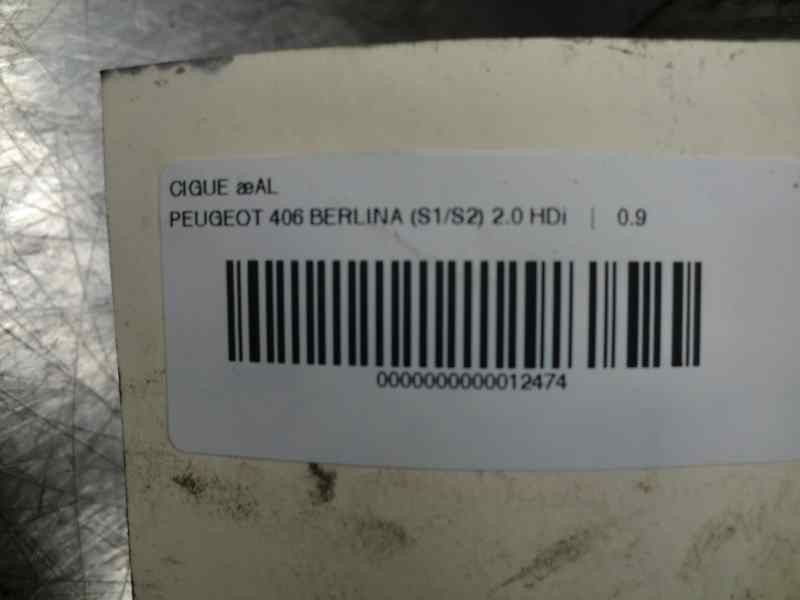 CIGUE æAL
PEUGEOT 406 BERLINA (S1/S2) 2.0 HDi | 0.9
0000000000012474